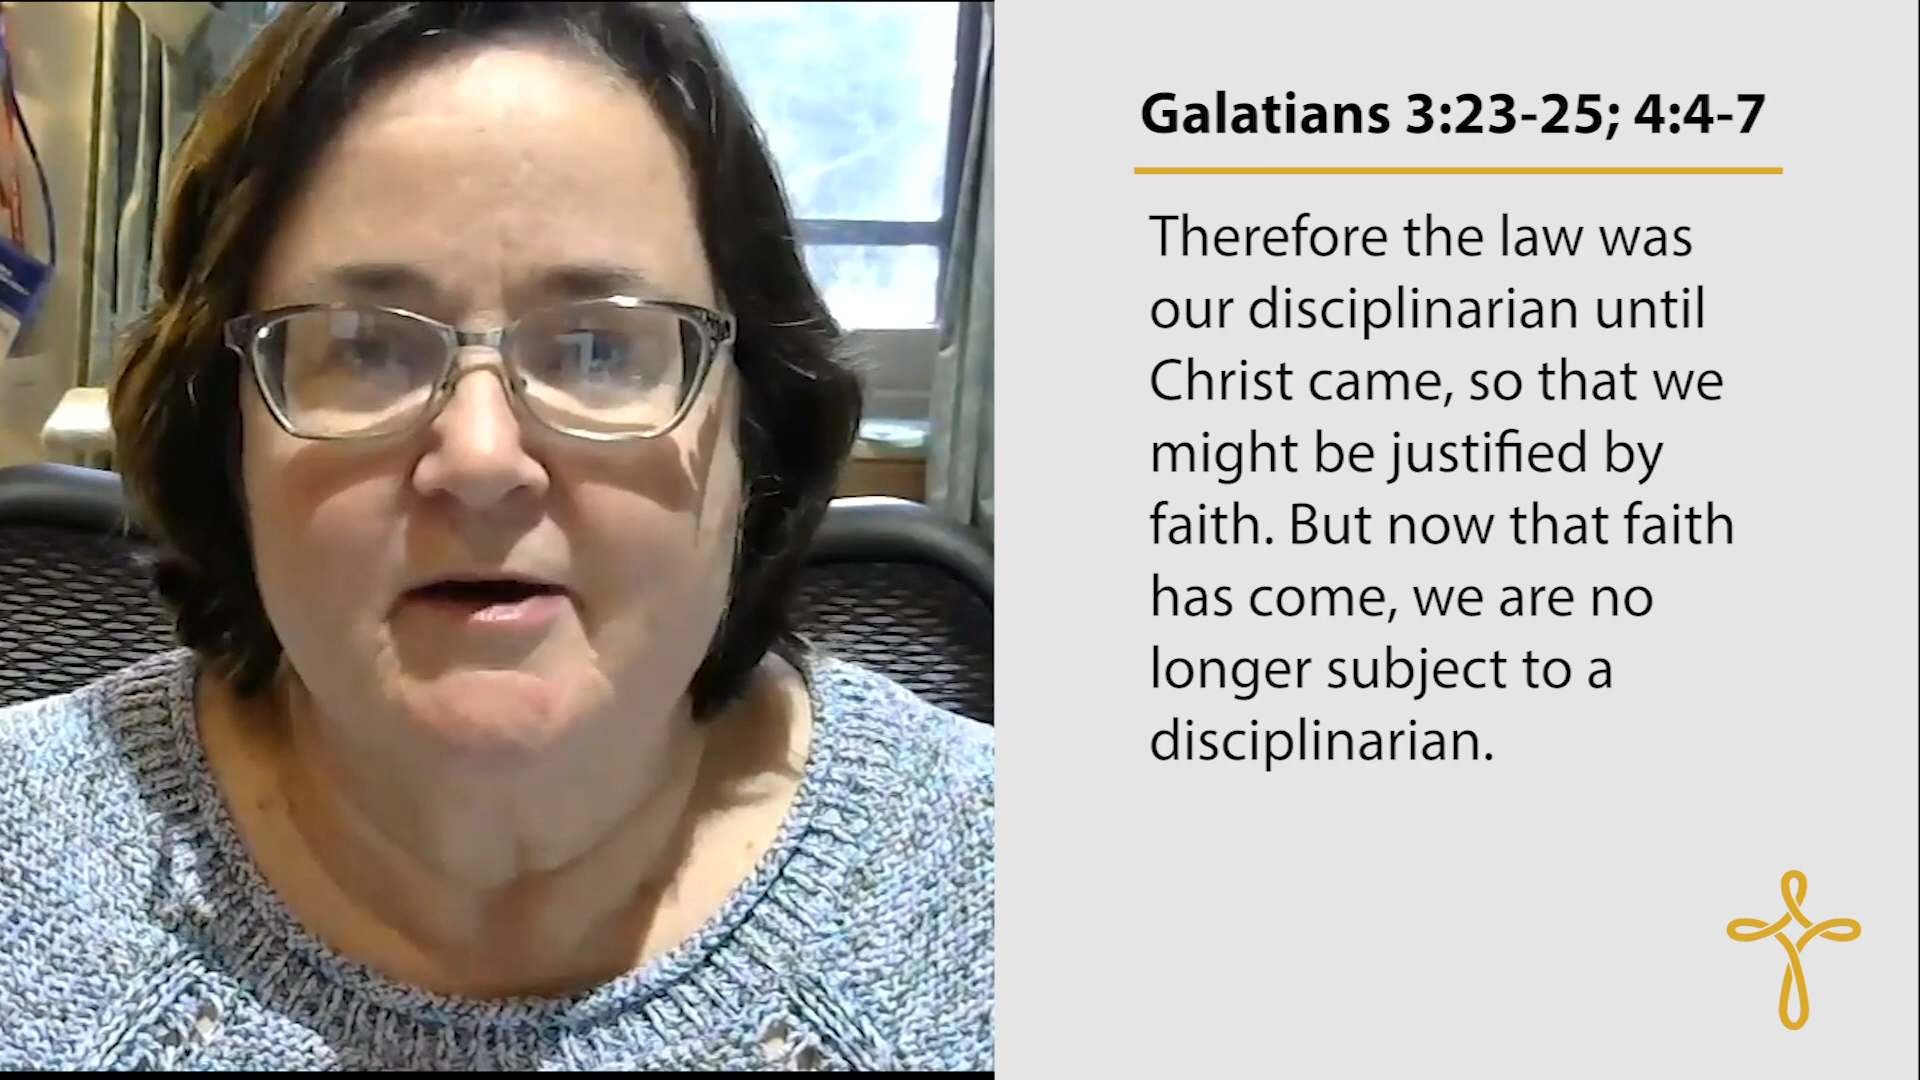 Galatians 3:23-25; 4:4-7
Therefore the law was
our disciplinarian until
Christ came, so that we
might be justified by
faith. But now that faith
has come, we are no
longer subject to a
disciplinarian.